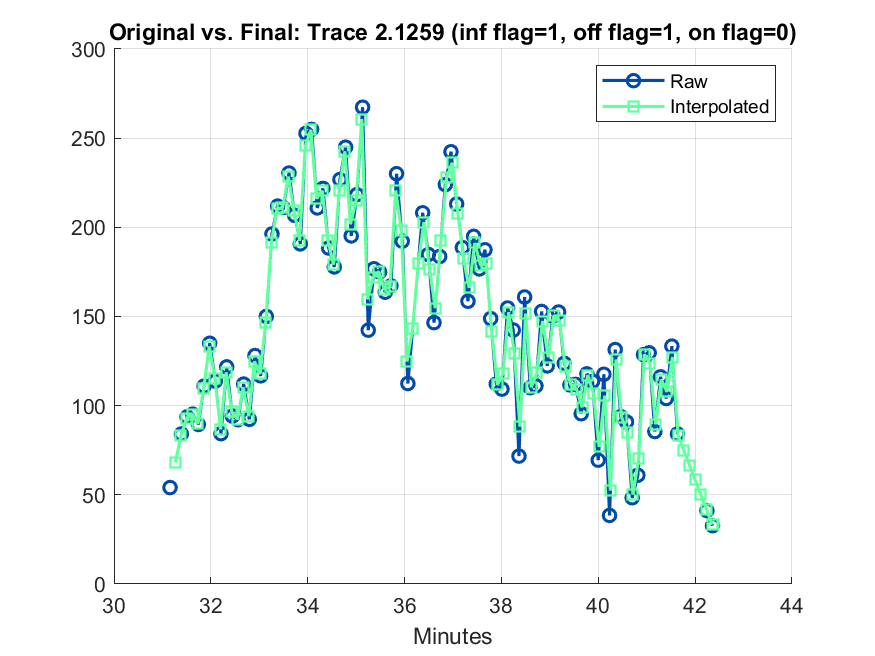 Original vs. Final: Trace 2.1259 (inf flag=1, off flag=1, on flag=0)
300
250
200
150
100
50
0
Raw
Interpolated
30 32 34 36 38 40 42 44
Minutes